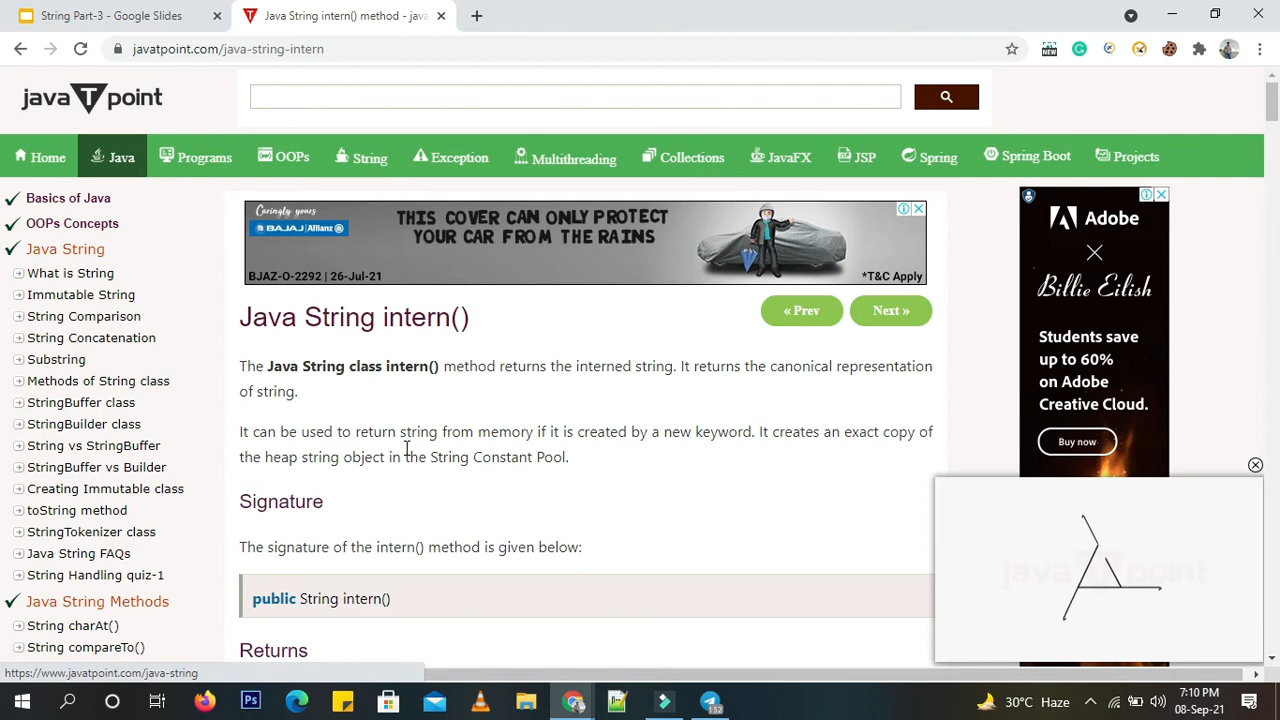 String Part-3 - Google Slides
Java String intern() method - java
javatpoint.com/java-string-intern
NEW
java T point
Home
Java
Programs
OOPs
String
Exception
Multithreading
Collections
JavaFX
JSP
Spring
Spring Boot
Projects
Basics of Java
OOPs Concepts
Java String
What is String
Immutable String
String Comparison
String Concatenation
Substring
Methods of String class
StringBuffer class
StringBuilder class
String vs StringBuffer
StringBuffer vs Builder
Creating Immutable class
toString method
StringTokenizer class
Java String FAQs
String Handling quiz-1
Java String Methods
String charAt()
String compareTo()
Caringly yours
BAJAJ Allianz
THIS COVER CAN ONLY PROTECT
YOUR CAR FROM THE RAINS
BJAZ-O-2292 | 26-Jul-21
*T&C Apply
Java String intern()
« Prev
Next »
The Java String class intern() method returns the interned string. It returns the canonical representation
of string.
It can be used to return string from memory if it is created by a new keyword. It creates an exact copy of
the heap string object in the String Constant Pool.
Signature
The signature of the intern() method is given below:
public String intern()
Returns
Adobe
Billie Eilish
Students save
up to 60%
on Adobe
Creative Cloud.
Buy now
java point
https://www.javatpoint.com/java-string
Ps
52
30°C Haze
7:10 PM
08-Sep-21